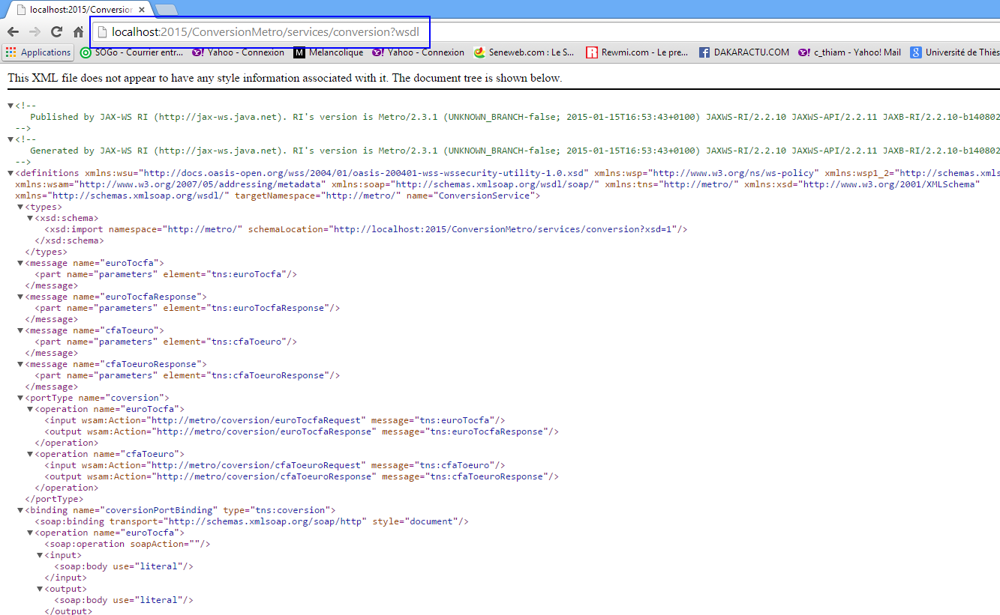 localhost:2015/Conversion
localhost:2015/ConversionMetro/services/conversion?wsdl
Applications SOGo - Courrier entr... Yahoo - Connexion M Melancolique Yahoo - Connexion Seneweb.com : Le S... Rewmi.com - Le pre... DAKARACTU.COM c_thiam - Yahoo! Mail Université de Thiès
This XML file does not appear to have any style information associated with it. The document tree is shown below.
▼<!--
Published by JAX-WS RI (http://jax-ws.java.net). RI's version is Metro/2.3.1 (UNKNOWN_BRANCH-false; 2015-01-15T16:53:43+0100) JAXWS-RI/2.2.10 JAXWS-API/2.2.11 JAXB-RI/2.2.10-b140802
-->
▼<!--
Generated by JAX-WS RI (http://jax-ws.java.net). RI's version is Metro/2.3.1 (UNKNOWN_BRANCH-false; 2015-01-15T16:53:43+0100) JAXWS-RI/2.2.10 JAXWS-API/2.2.11 JAXB-RI/2.2.10-b140802
-->
▼<definitions xmlns:wsu="http://docs.oasis-open.org/wss/2004/01/oasis-200401-wss-wssecurity-utility-1.0.xsd" xmlns:wsp="http://www.w3.org/ns/ws-policy" xmlns:wsp1_2="http://schemas.xmls
xmlns:wsam="http://www.w3.org/2007/05/addressing/metadata" xmlns:soap="http://schemas.xmlsoap.org/wsdl/soap/" xmlns:tns="http://metro/" xmlns:xsd="http://www.w3.org/2001/XMLSchema"
xmlns="http://schemas.xmlsoap.org/wsdl/" targetNamespace="http://metro/" name="ConversionService">
▼<types>
▼<xsd:schema>
<xsd:import namespace="http://metro/" schemaLocation="http://localhost:2015/ConversionMetro/services/conversion?xsd=1"/>
</xsd:schema>
</types>
▼<message name="euroTocfa">
<part name="parameters" element="tns:euroTocfa"/>
</message>
▼<message name="euroTocfaResponse">
<part name="parameters" element="tns:euroTocfaResponse"/>
</message>
▼<message name="cfaToeuro">
<part name="parameters" element="tns:cfaToeuro"/>
</message>
▼<message name="cfaToeuroResponse">
<part name="parameters" element="tns:cfaToeuroResponse"/>
</message>
▼<portType name="coversion">
▼<operation name="euroTocfa">
<input wsam:Action="http://metro/coversion/euroTocfaRequest" message="tns:euroTocfa"/>
<output wsam:Action="http://metro/coversion/euroTocfaResponse" message="tns:euroTocfaResponse"/>
</operation>
▼<operation name="cfaToeuro">
<input wsam:Action="http://metro/coversion/cfaToeuroRequest" message="tns:cfaToeuro"/>
<output wsam:Action="http://metro/coversion/cfaToeuroResponse" message="tns:cfaToeuroResponse"/>
</operation>
</portType>
▼<binding name="coversionPortBinding" type="tns:coversion">
<soap:binding transport="http://schemas.xmlsoap.org/soap/http" style="document"/>
▼<operation name="euroTocfa">
<soap:operation soapAction=""/>
▼<input>
<soap:body use="literal"/>
</input>
▼<output>
<soap:body use="literal"/>
</output>